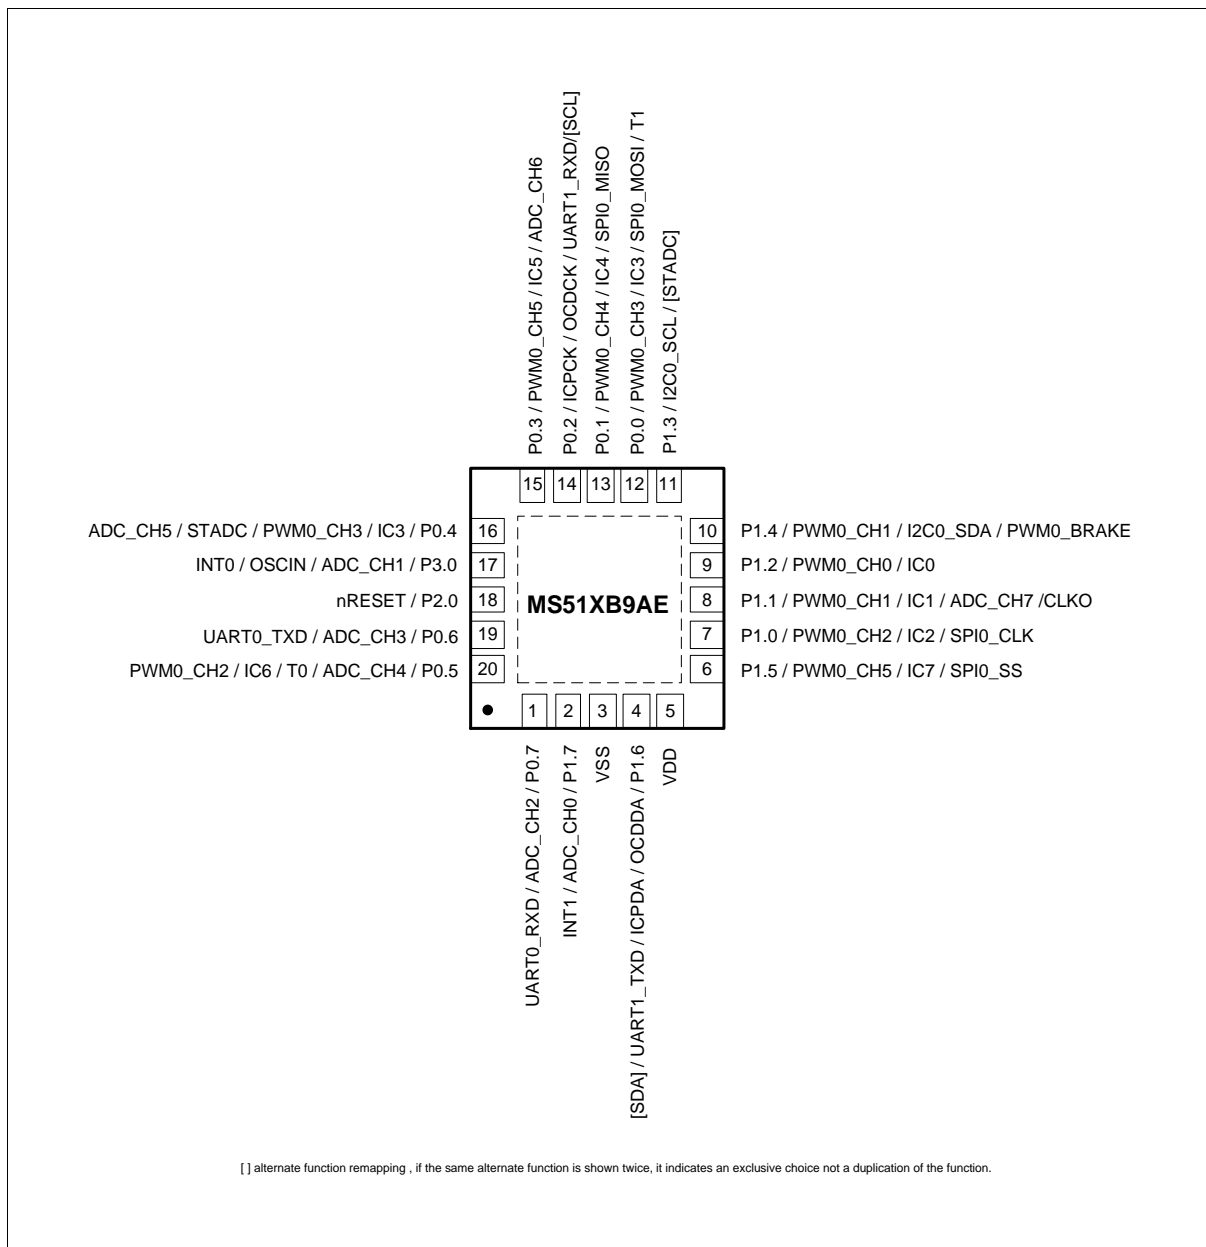 P0.3 / PWM0_CH5 / IC5 / ADC_CH6
P0.2 / ICPCK / OCDCK / UART1_RXD/[SCL]
P0.1 / PWM0_CH4 / IC4 / SPI0_MISO
P0.0 / PWM0_CH3 / IC3 / SPI0_MOSI / T1
P1.3 / I2C0_SCL / [STADC]
15 14 13 12 11
ADC_CH5 / STADC / PWM0_CH3 / IC3 / P0.4 16
INT0 / OSCIN / ADC_CH1 / P3.0 17
nRESET / P2.0 18
UART0_TXD / ADC_CH3 / P0.6 19
PWM0_CH2 / IC6 / T0 / ADC_CH4 / P0.5 20
MS51XB9AE
10 P1.4 / PWM0_CH1 / I2C0_SDA / PWM0_BRAKE
9 P1.2 / PWM0_CH0 / IC0
8 P1.1 / PWM0_CH1 / IC1 / ADC_CH7 /CLKO
7 P1.0 / PWM0_CH2 / IC2 / SPI0_CLK
6 P1.5 / PWM0_CH5 / IC7 / SPI0_SS
1 2 3 4 5
UART0_RXD / ADC_CH2 / P0.7
INT1 / ADC_CH0 / P1.7
VSS
[SDA] / UART1_TXD / ICPDA / OCDDA / P1.6
VDD
[ ] alternate function remapping , if the same alternate function is shown twice, it indicates an exclusive choice not a duplication of the function.